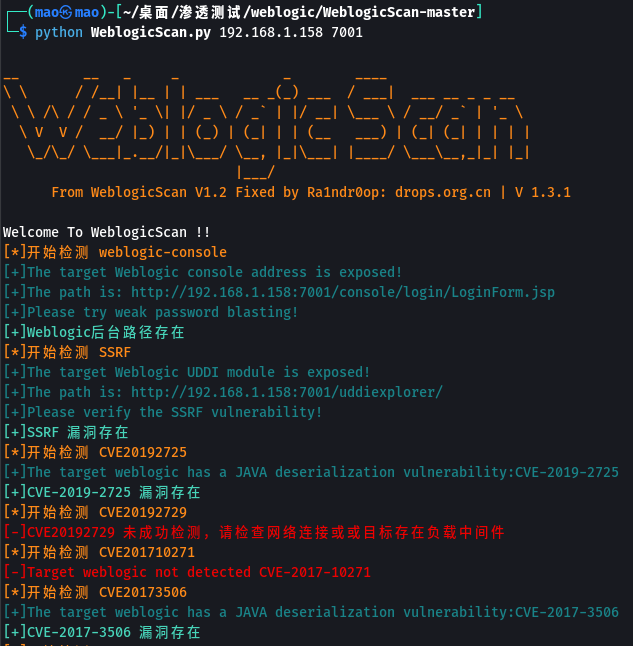 (mao㉿mao)-[~/桌面/渗透测试/weblogic/WeblogicScan-master]
$ python WeblogicScan.py 192.168.1.158 7001
WeblogicScan
From WeblogicScan V1.2 Fixed by Ra1ndr0op: drops.org.cn | V 1.3.1
Welcome To WeblogicScan !!
[*]开始检测 weblogic-console
[+]The target Weblogic console address is exposed!
[+]The path is: http://192.168.1.158:7001/console/login/LoginForm.jsp
[+]Please try weak password blasting!
[+]Weblogic后台路径存在
[*]开始检测 SSRF
[+]The target Weblogic UDDI module is exposed!
[+]The path is: http://192.168.1.158:7001/uddiexplorer/
[+]Please verify the SSRF vulnerability!
[+]SSRF 漏洞存在
[*]开始检测 CVE20192725
[+]The target weblogic has a JAVA deserialization vulnerability:CVE-2019-2725
[+]CVE-2019-2725 漏洞存在
[*]开始检测 CVE20192729
[-]CVE20192729 未成功检测，请检查网络连接或或目标存在负载中间件
[*]开始检测 CVE201710271
[-]Target weblogic not detected CVE-2017-10271
[*]开始检测 CVE20173506
[+]The target weblogic has a JAVA deserialization vulnerability:CVE-2017-3506
[+]CVE-2017-3506 漏洞存在